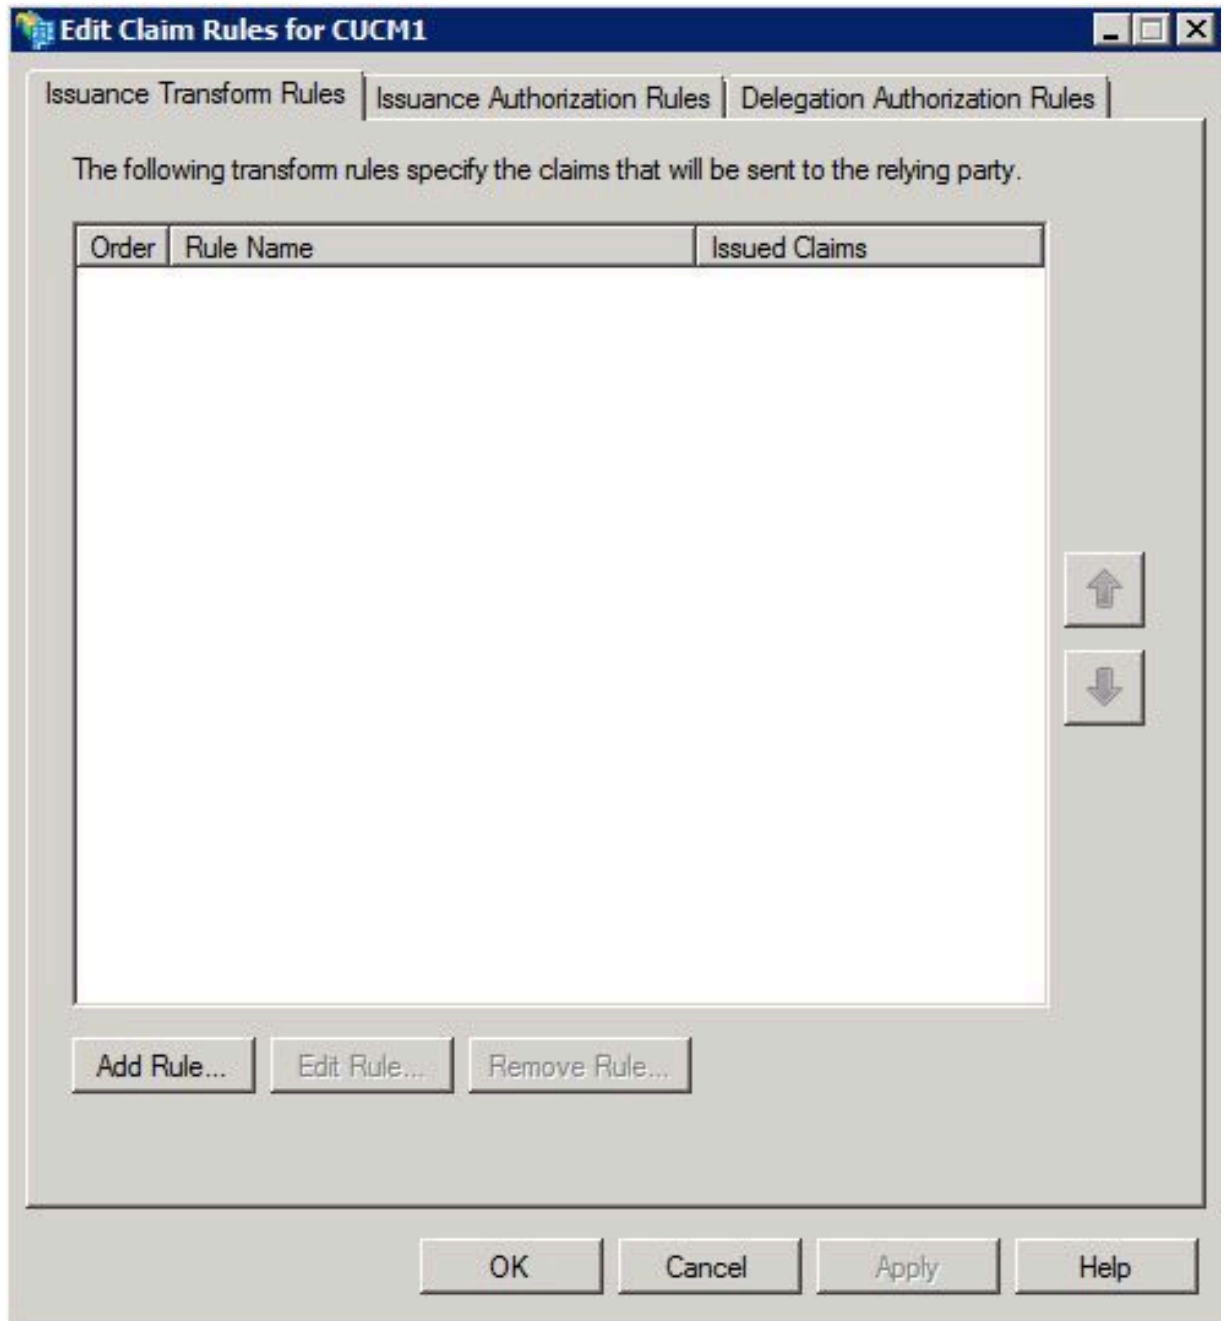 Edit Claim Rules for CUCM1
Issuance Transform Rules Issuance Authorization Rules Delegation Authorization Rules
The following transform rules specify the claims that will be sent to the relying party.
Order Rule Name Issued Claims
Add Rule... Edit Rule... Remove Rule...
OK Cancel Apply Help